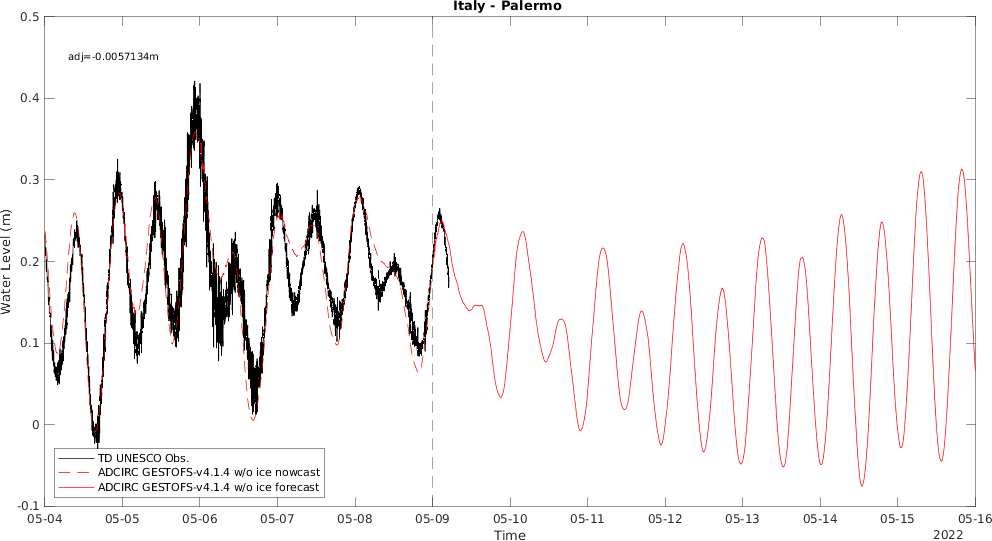 Italy - Palermo
adj=-0.0057134m
Water Level (m)
0.5
0.4
0.3
0.2
0.1
0
-0.1
TD UNESCO Obs.
ADCIRC GESTOFS-v4.1.4 w/o ice nowcast
ADCIRC GESTOFS-v4.1.4 w/o ice forecast
05-04 05-05 05-06 05-07 05-08 05-09 05-10 05-11 05-12 05-13 05-14 05-15 05-16
Time
2022